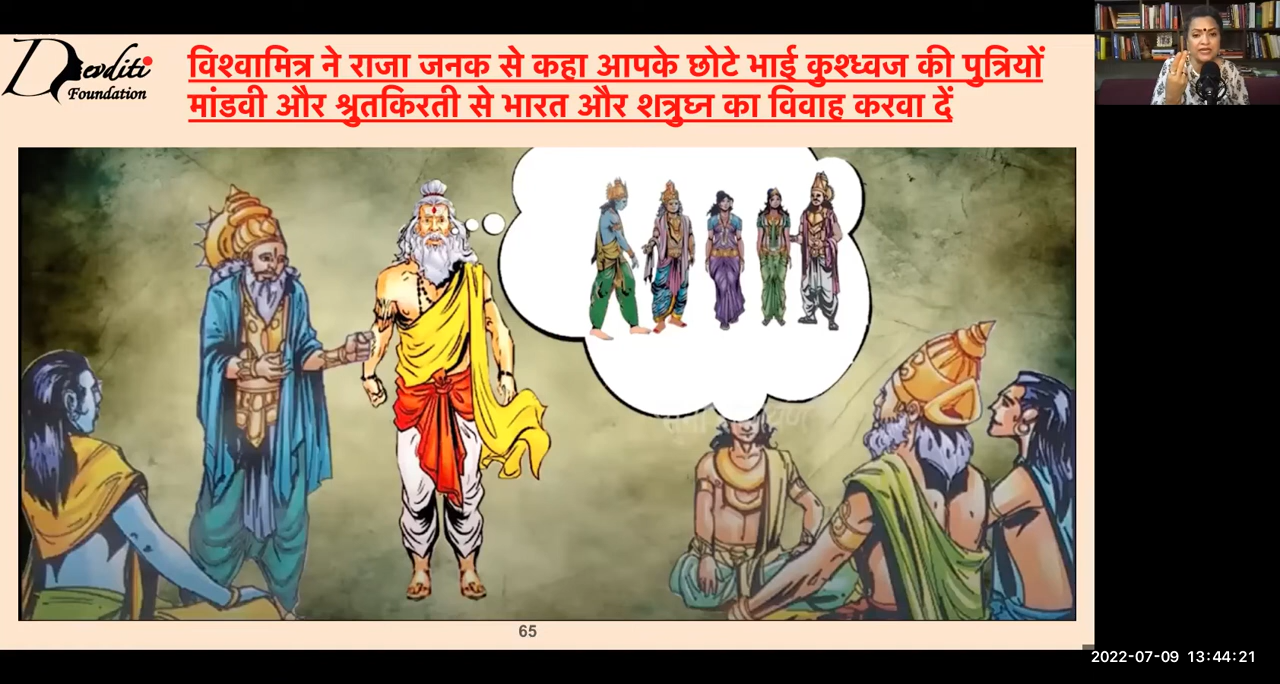 Devditi
Foundation
विश्वामित्र ने राजा जनक से कहा आपके छोटे भाई कुश्ध्वज की पुत्रियों
मांडवी और श्रुतकिरती से भारत और शत्रुघ्न का विवाह करवा दें
65
2022-07-09 13:44:21